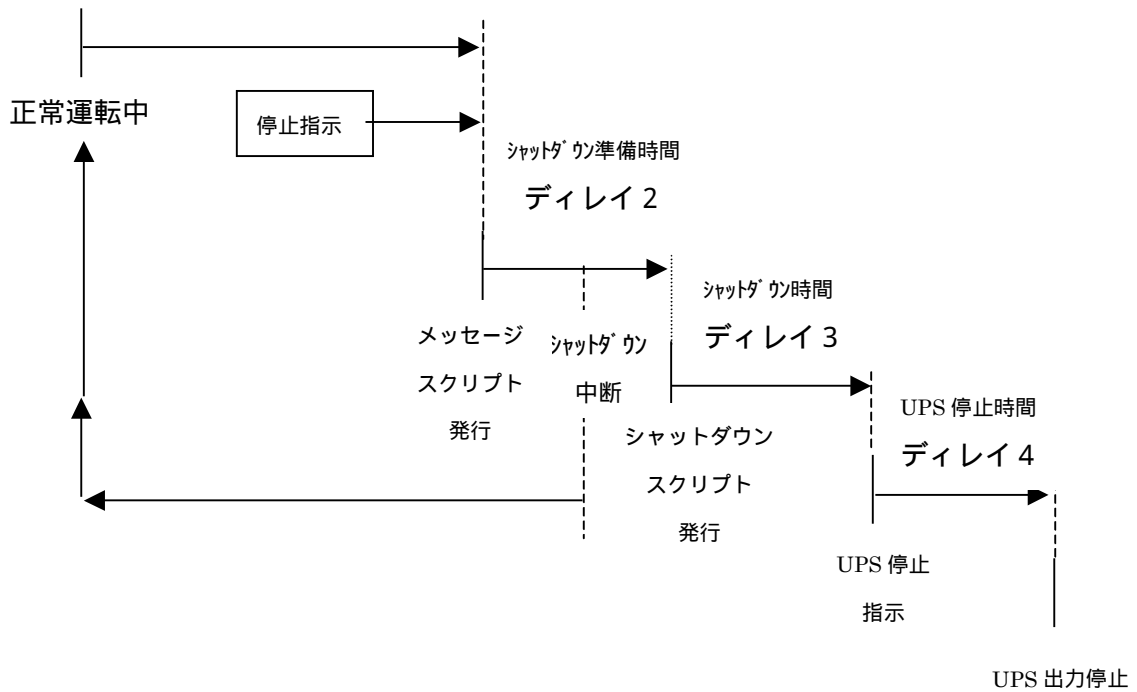 正常運転中
停止指示
ｼｬｯﾄﾀﾞｳﾝ準備時間
ディレイ2
ｼｬｯﾄﾀﾞｳﾝ時間
ディレイ3
メッセージ
スクリプト
発行
ｼｬｯﾄﾀﾞｳﾝ
中断
シャットダウン
スクリプト
発行
UPS 停止時間
ディレイ4
UPS 停止
指示
UPS 出力停止